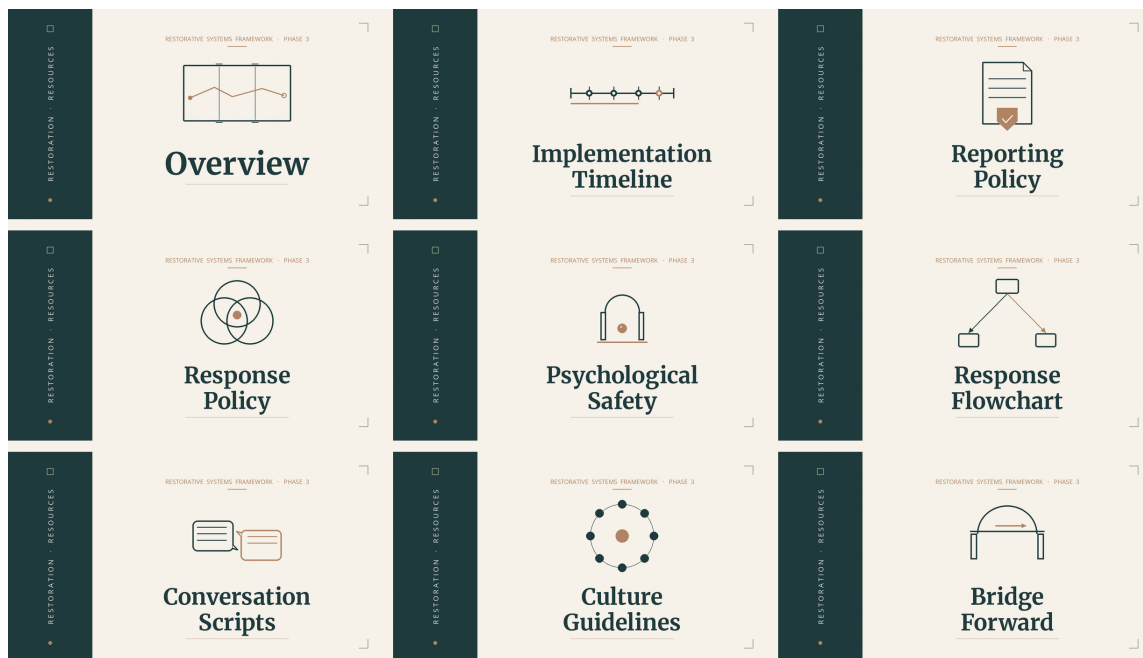 RESTORATION · RESOURCES
RESTORATIVE SYSTEMS FRAMEWORK · PHASE 3
Overview
RESTORATION · RESOURCES
RESTORATIVE SYSTEMS FRAMEWORK · PHASE 3
Implementation
Timeline
RESTORATION · RESOURCES
RESTORATIVE SYSTEMS FRAMEWORK · PHASE 3
Reporting
Policy
RESTORATION · RESOURCES
RESTORATIVE SYSTEMS FRAMEWORK · PHASE 3
Response
Policy
RESTORATION · RESOURCES
RESTORATIVE SYSTEMS FRAMEWORK · PHASE 3
Psychological
Safety
RESTORATION · RESOURCES
RESTORATIVE SYSTEMS FRAMEWORK · PHASE 3
Response
Flowchart
RESTORATION · RESOURCES
RESTORATIVE SYSTEMS FRAMEWORK · PHASE 3
Conversation
Scripts
RESTORATION · RESOURCES
RESTORATIVE SYSTEMS FRAMEWORK · PHASE 3
Culture
Guidelines
RESTORATION · RESOURCES
RESTORATIVE SYSTEMS FRAMEWORK · PHASE 3
Bridge
Forward